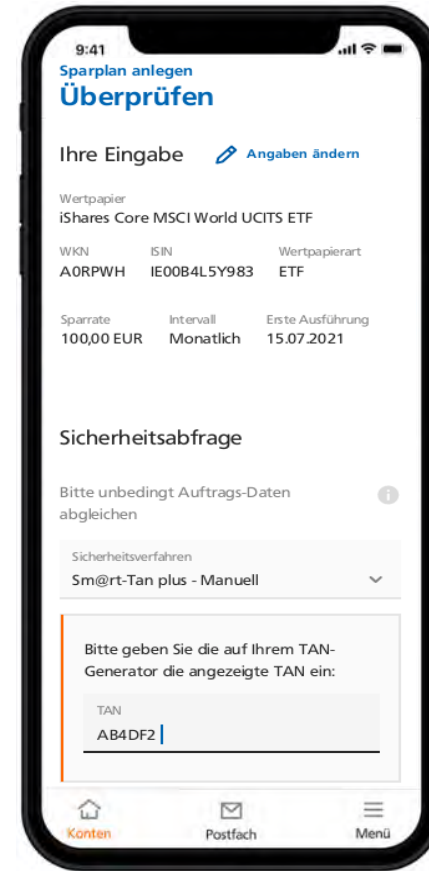 9:41
Sparplan anlegen
Überprüfen
Ihre Eingabe Angaben ändern
Wertpapier
iShares Core MSCI World UCITS ETF
WKN ISIN Wertpapierart
A0RPWH IE00B4L5Y983 ETF
Sparrate Intervall Erste Ausführung
100,00 EUR Monatlich 15.07.2021
Sicherheitsabfrage
Bitte unbedingt Auftrags-Daten
abgleichen
Sicherheitsverfahren
Sm@rt-Tan plus - Manuell
Bitte geben Sie die auf Ihrem TAN-
Generator die angezeigte TAN ein:
TAN
AB4DF2
Konten Postfach Menü